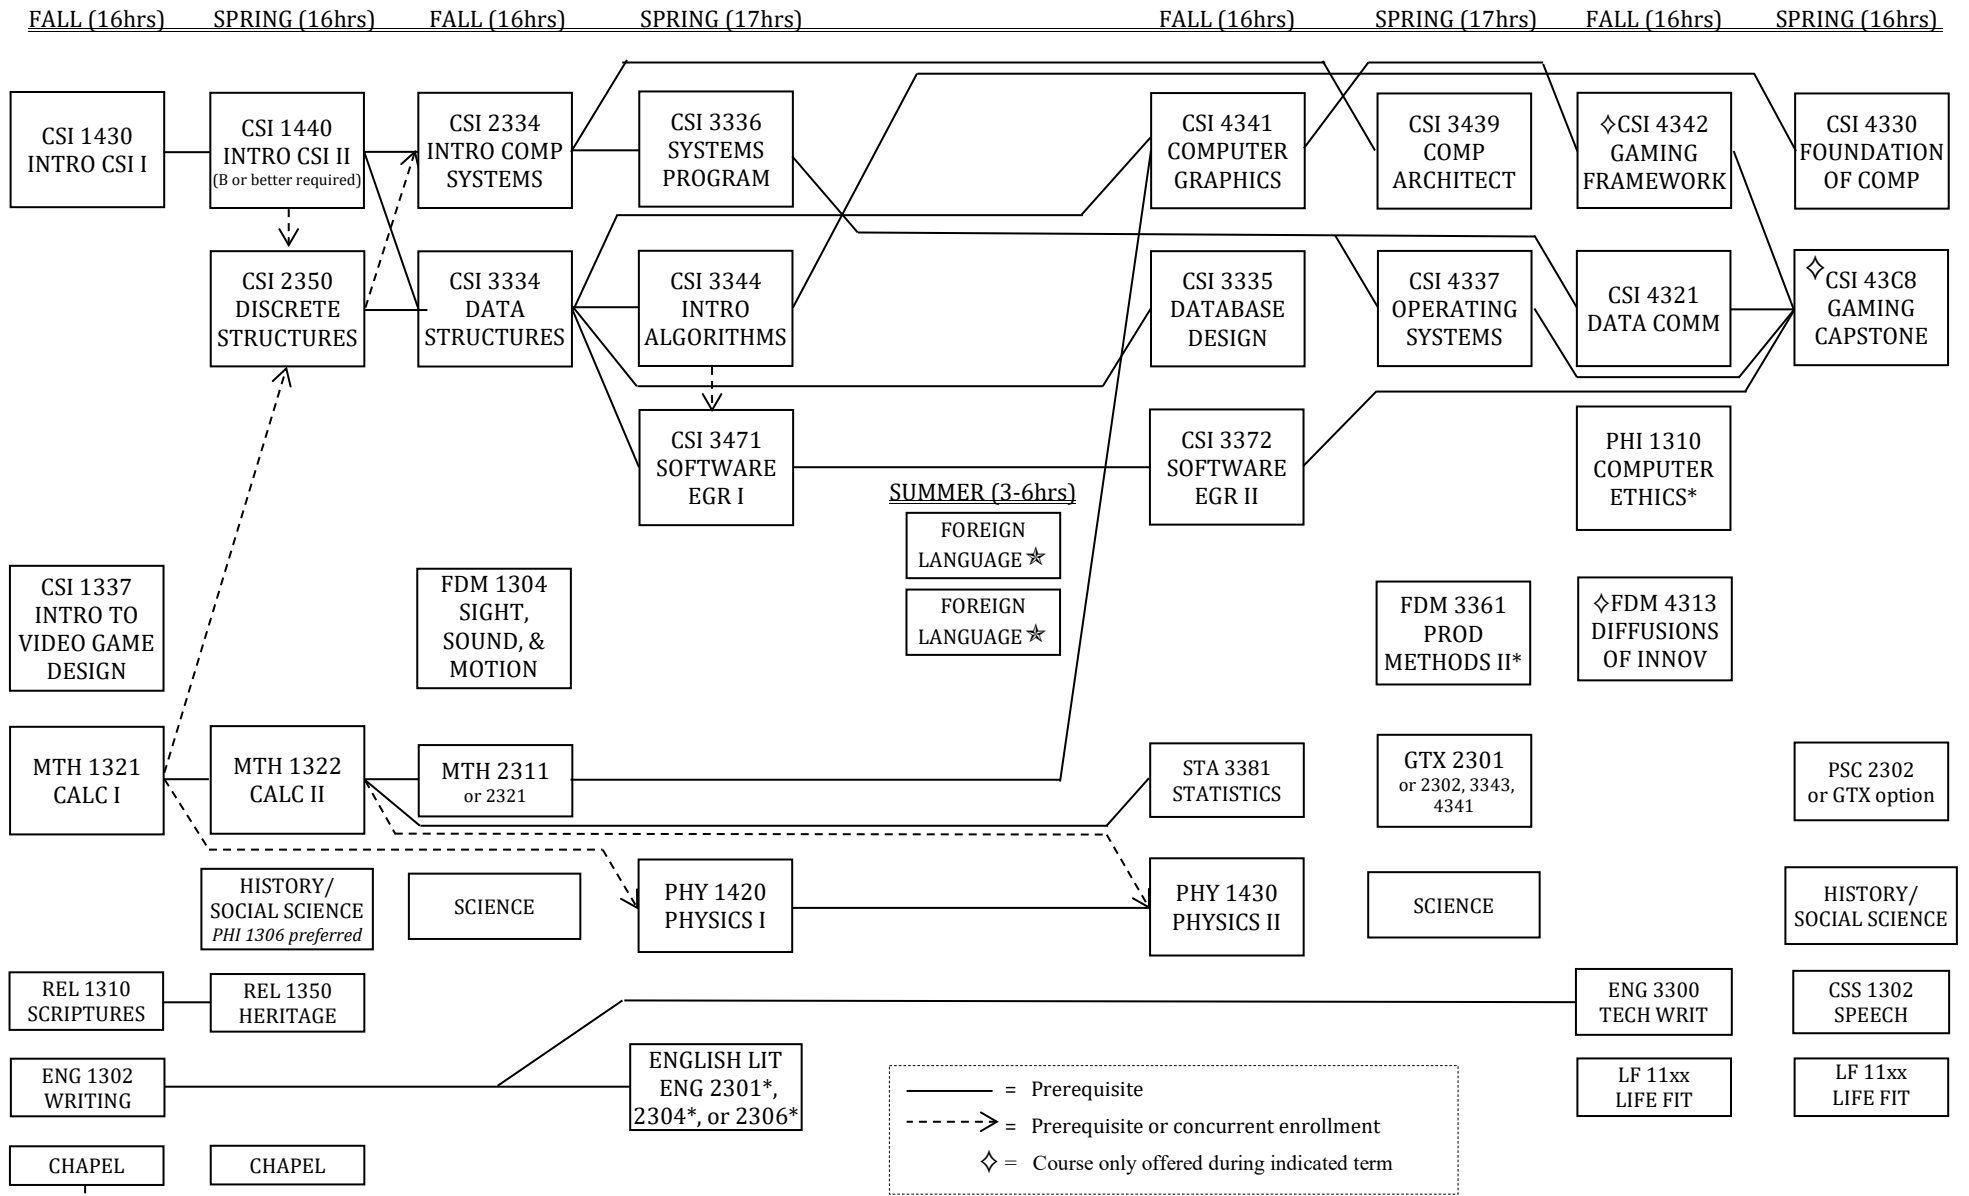 FALL (16hrs) SPRING (16hrs) FALL (16hrs) SPRING (17hrs) FALL (16hrs) SPRING (17hrs) FALL (16hrs) SPRING (16hrs)
CSI 1430
INTRO CSI I
CSI 1440
INTRO CSI II
(B or better required)
CSI 2334
INTRO COMP
SYSTEMS
CSI 3336
SYSTEMS
PROGRAM
CSI 4341
COMPUTER
GRAPHICS
CSI 3439
COMP
ARCHITECT
✧CSI 4342
GAMING
FRAMEWORK
CSI 4330
FOUNDATION
OF COMP
CSI 2350
DISCRETE
STRUCTURES
CSI 3334
DATA
STRUCTURES
CSI 3344
INTRO
ALGORITHMS
CSI 3335
DATABASE
DESIGN
CSI 4337
OPERATING
SYSTEMS
CSI 4321
DATA COMM
✧CSI 43C8
GAMING
CAPSTONE
CSI 3471
SOFTWARE
EGR I
CSI 3372
SOFTWARE
EGR II
PHI 1310
COMPUTER
ETHICS*
SUMMER (3-6hrs)
FOREIGN
LANGUAGE✯
FOREIGN
LANGUAGE✯
CSI 1337
INTRO TO
VIDEO GAME
DESIGN
FDM 1304
SIGHT,
SOUND, &
MOTION
FDM 3361
PROD
METHODS II*
✧FDM 4313
DIFFUSIONS
OF INNOV
MTH 1321
CALC I
MTH 1322
CALC II
MTH 2311
or 2321
STA 3381
STATISTICS
GTX 2301
or 2302, 3343,
4341
PSC 2302
or GTX option
HISTORY/
SOCIAL SCIENCE
PHI 1306 preferred
SCIENCE
PHY 1420
PHYSICS I
PHY 1430
PHYSICS II
SCIENCE
HISTORY/
SOCIAL SCIENCE
REL 1310
SCRIPTURES
REL 1350
HERITAGE
ENG 3300
TECH WRIT
CSS 1302
SPEECH
ENG 1302
WRITING
ENGLISH LIT
ENG 2301*,
2304*, or 2306*
LF 11xx
LIFE FIT
LF 11xx
LIFE FIT
CHAPEL
CHAPEL
= Prerequisite
= Prerequisite or concurrent enrollment
✧ = Course only offered during indicated term